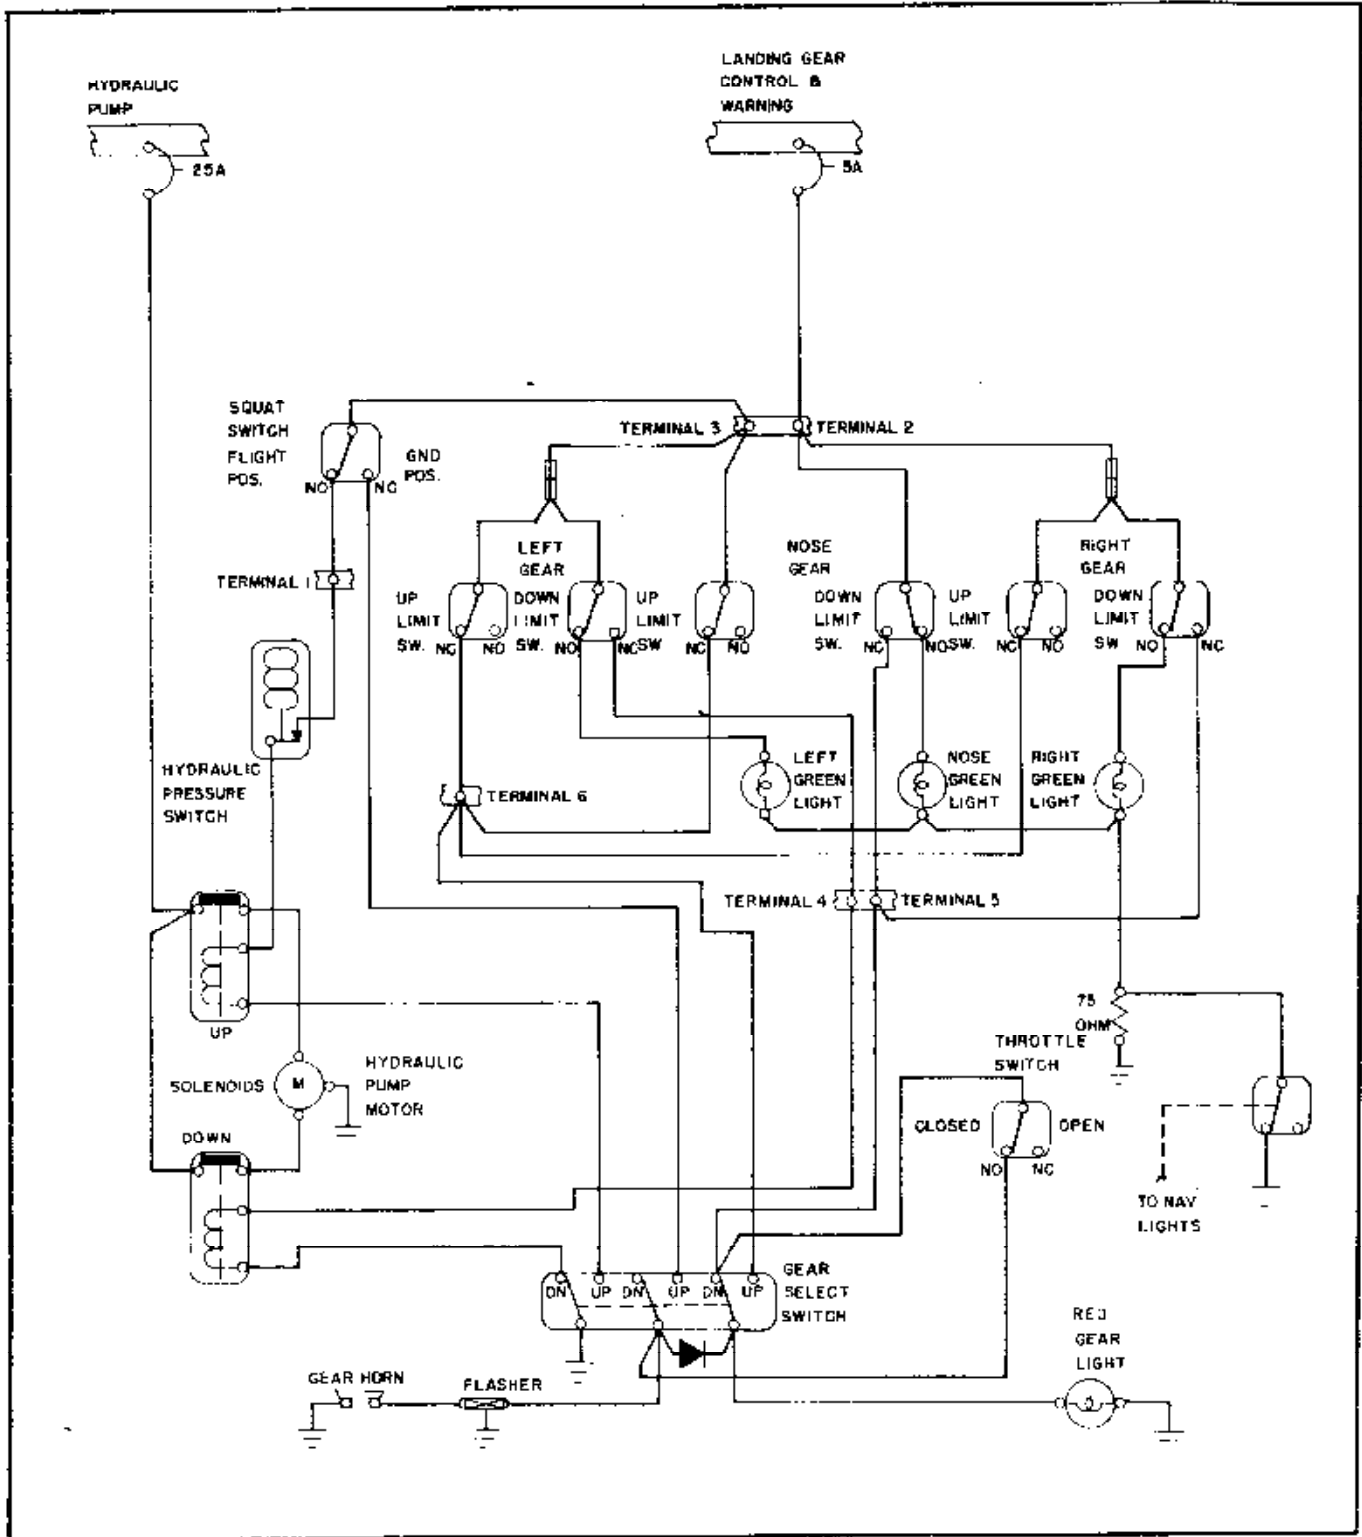 HYDRAULIC
PUMP
25A
LANDING GEAR
CONTROL &
WARNING
5A
SQUAT
SWITCH
FLIGHT
POS.
GND
POS.
NO
NC
TERMINAL 3
TERMINAL 2
TERMINAL 1
LEFT
GEAR
NOSE
GEAR
RIGHT
GEAR
UP
LIMIT
SW.
NC
NO
DOWN
LIMIT
SW.
NO
NC
UP
LIMIT
SW
NC
NO
DOWN
LIMIT
SW.
NC
NO
UP
LIMIT
SW.
NC
NO
DOWN
LIMIT
SW
NO
NC
HYDRAULIC
PRESSURE
SWITCH
TERMINAL 6
LEFT
GREEN
LIGHT
NOSE
GREEN
LIGHT
RIGHT
GREEN
LIGHT
TERMINAL 4
TERMINAL 5
UP
SOLENOIDS
M
HYDRAULIC
PUMP
MOTOR
DOWN
75
OHM
THROTTLE
SWITCH
CLOSED
OPEN
NO
NC
TO NAV
LIGHTS
DN
UP
DN
UP
DN
UP
GEAR
SELECT
SWITCH
RED
GEAR
LIGHT
GEAR HORN
FLASHER